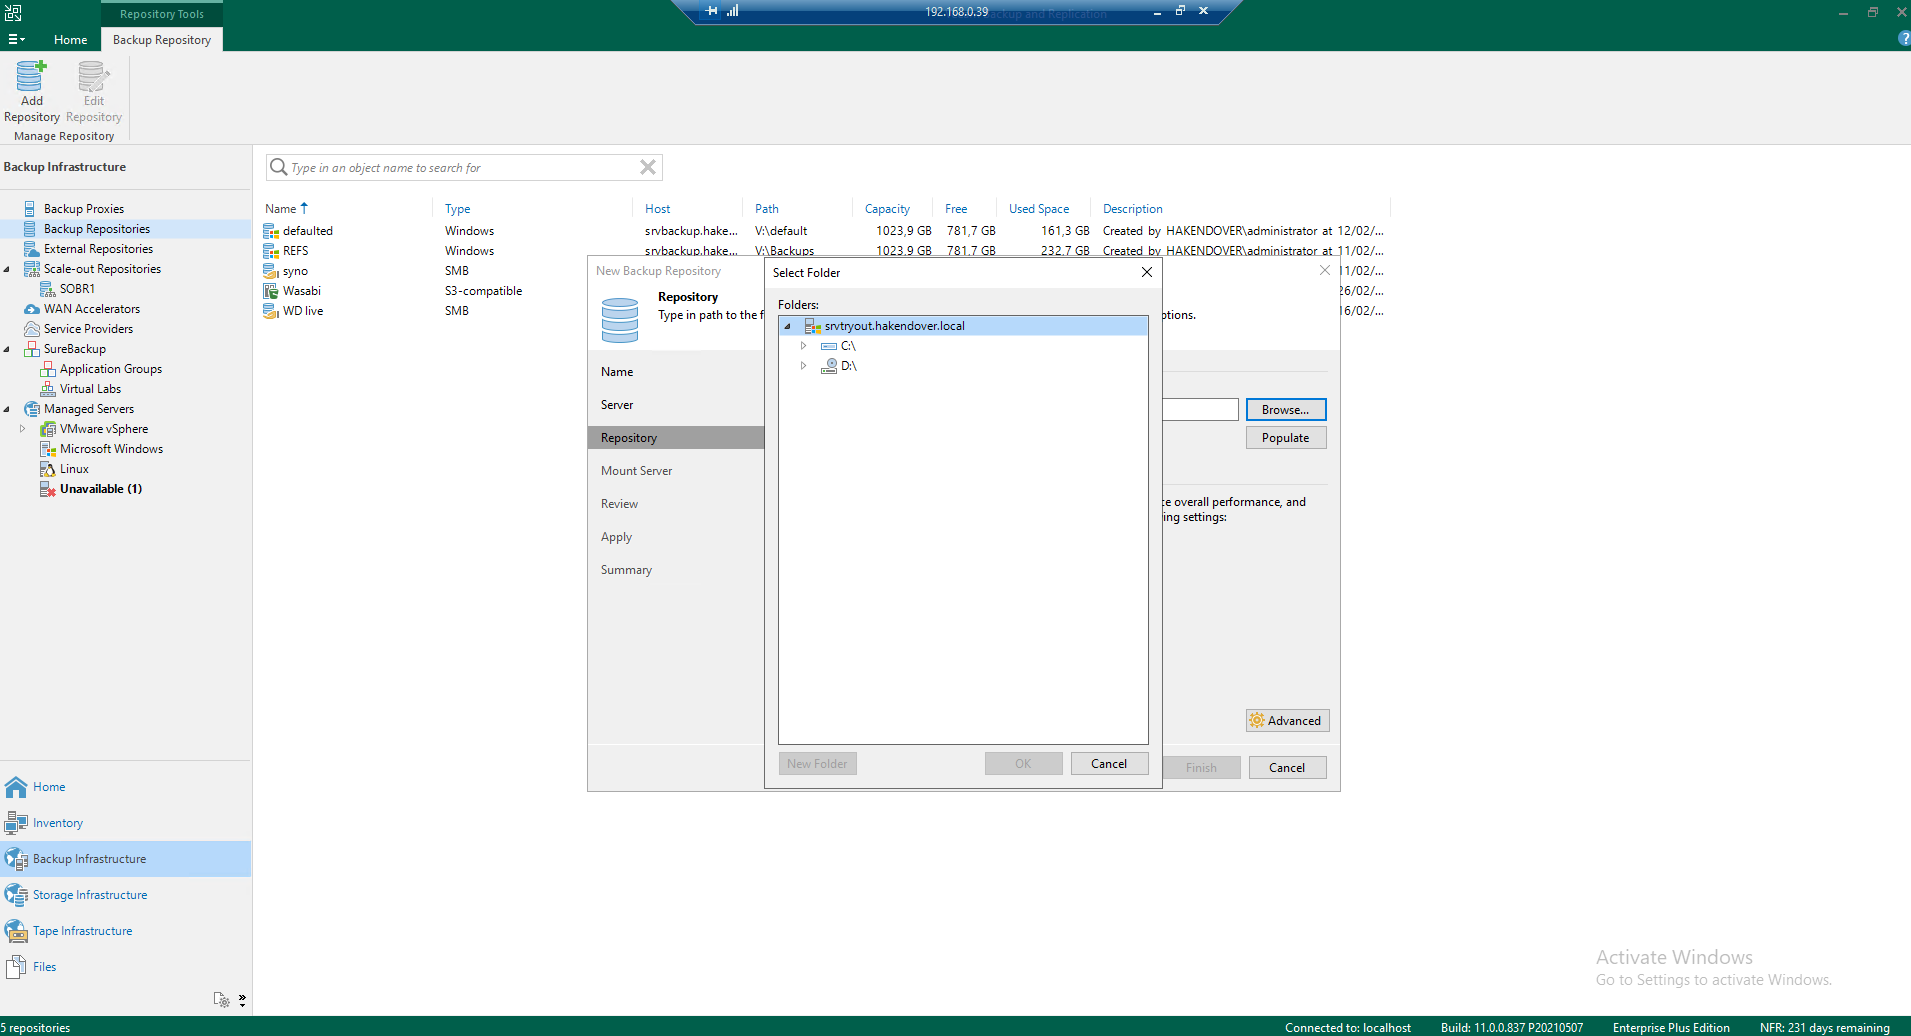 Repository Tools
192.168.0.39
Backup and Replication
Home
Backup Repository
Add
Repository
Edit
Repository
Manage Repository
Backup Infrastructure
Type in an object name to search for
Backup Proxies
Backup Repositories
External Repositories
Scale-out Repositories
SOBR1
WAN Accelerators
Service Providers
SureBackup
Application Groups
Virtual Labs
Managed Servers
VMware vSphere
Microsoft Windows
Linux
Unavailable (1)
Name Type Host Path Capacity Free Used Space Description
defaulted Windows srvbackup.hake... V:\default 1023,9 GB 781,7 GB 161,3 GB Created by HAKENDOVER\administrator at 12/02/...
REFS Windows srvbackup.hake... V:\Backups 1023,9 GB 781,7 GB 232,7 GB Created by HAKENDOVER\administrator at 11/02/...
syno SMB 11/02/...
Wasabi S3-compatible 26/02/...
WD live SMB 16/02/...
New Backup Repository
Repository
Type in path to the f
ptions.
Name
Server
Repository
Mount Server
Review
Apply
Summary
Select Folder
Folders:
srvtryout.hakendover.local
C:\
D:\
New Folder
OK
Cancel
Browse...
Populate
ce overall performance, and
ing settings:
Advanced
Finish
Cancel
Home
Inventory
Backup Infrastructure
Storage Infrastructure
Tape Infrastructure
Files
Activate Windows
Go to Settings to activate Windows.
5 repositories
Connected to: localhost
Build: 11.0.0.837 P20210507
Enterprise Plus Edition
NFR: 231 days remaining